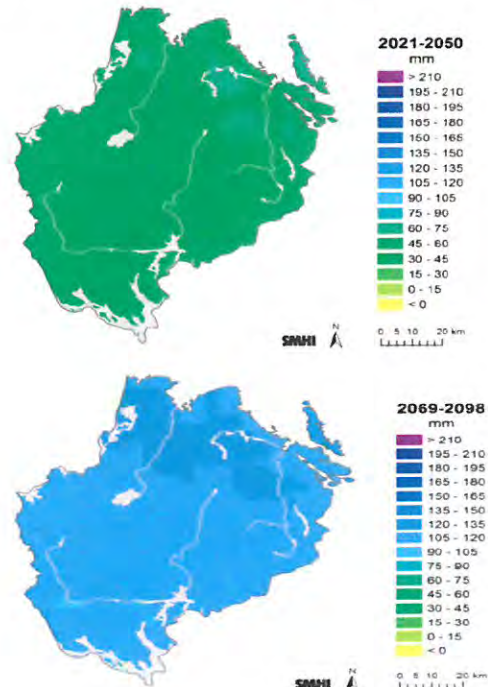 2021-2050
mm
> 210
195 - 210
180 - 195
165 - 180
150 - 165
135 - 150
120 - 135
105 - 120
90 - 105
75 - 90
60 - 75
45 - 60
30 - 45
15 - 30
0 - 15
< 0
N
SMHI
0 5 10 20 km
2069-2098
mm
> 210
195 - 210
180 - 195
165 - 180
150 - 165
135 - 150
120 - 135
105 - 120
90 - 105
75 - 90
60 - 75
45 - 60
30 - 45
15 - 30
0 - 15
< 0
N
SMHI
0 5 10 20 km